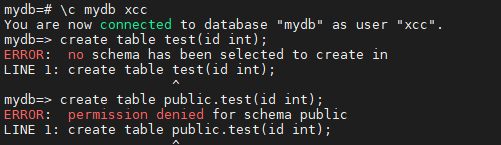 mydb=# \c mydb xcc
You are now connected to database "mydb" as user "xcc".
mydb=> create table test(id int);
ERROR:  no schema has been selected to create in
LINE 1: create table test(id int);
                     ^
mydb=> create table public.test(id int);
ERROR:  permission denied for schema public
LINE 1: create table public.test(id int);
                     ^